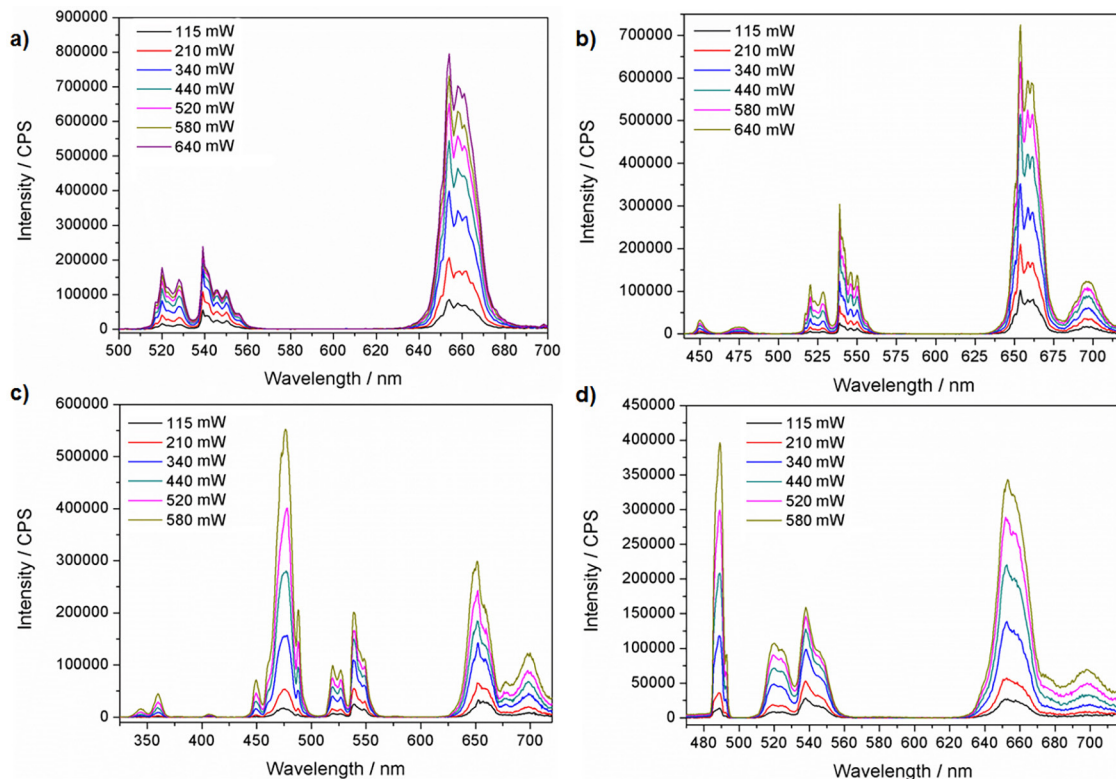 a)
900000
800000
700000
600000
500000
400000
300000
200000
100000
0
Intensity / CPS
115 mW
210 mW
340 mW
440 mW
520 mW
580 mW
640 mW
500 520 540 560 580 600 620 640 660 680 700
Wavelength / nm
b)
700000
600000
500000
400000
300000
200000
100000
0
Intensity / CPS
115 mW
210 mW
340 mW
440 mW
580 mW
640 mW
450 475 500 525 550 575 600 625 650 675 700
Wavelength / nm
c)
600000
500000
400000
300000
200000
100000
0
Intensity / CPS
115 mW
210 mW
340 mW
440 mW
520 mW
580 mW
350 400 450 500 550 600 650 700
Wavelength / nm
d)
450000
400000
350000
300000
250000
200000
150000
100000
50000
0
Intensity / CPS
115 mW
210 mW
340 mW
440 mW
520 mW
580 mW
480 500 520 540 560 580 600 620 640 660 680 700
Wavelength / nm